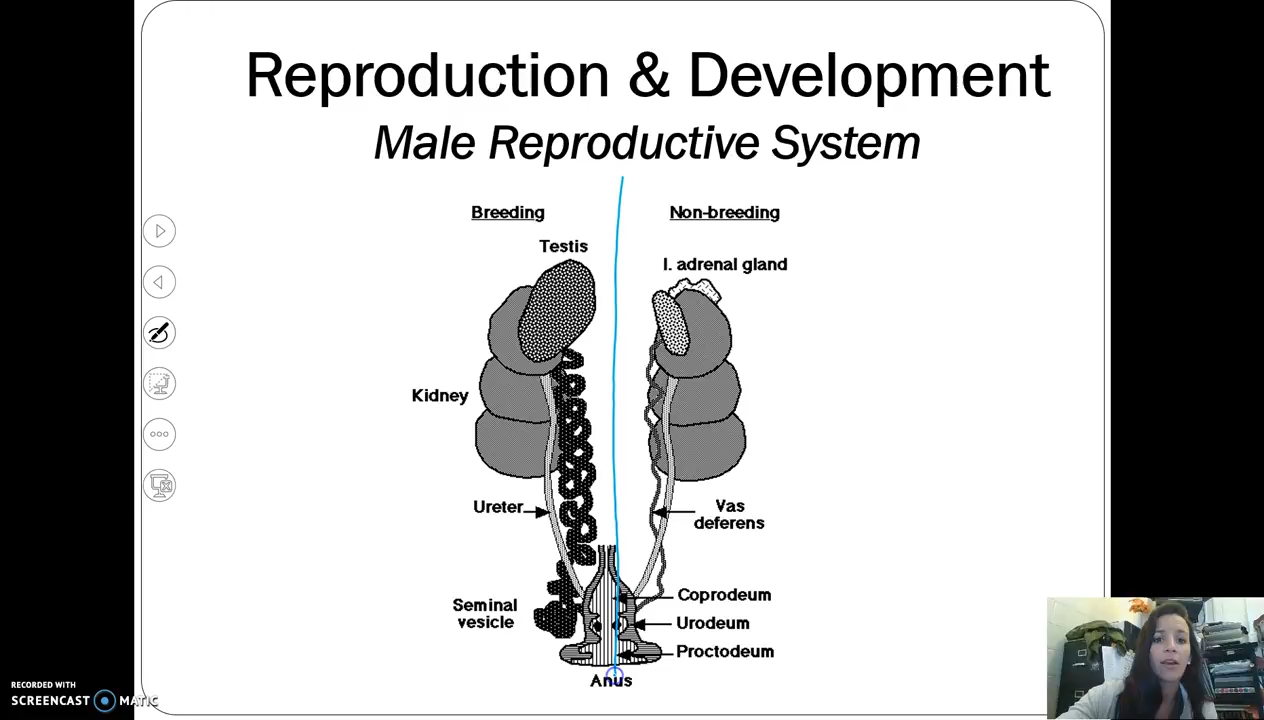 Reproduction & Development
Male Reproductive System
Breeding
Non-breeding
Testis
l. adrenal gland
Kidney
Ureter
Vas
deferens
Seminal
vesicle
Coprodeum
Urodeum
Proctodeum
Anus
RECORDED WITH
SCREENCAST MATIC